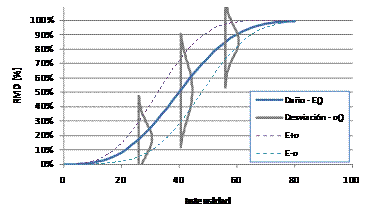 100%
90%
80%
70%
60%
50%
40%
30%
20%
10%
0%
RMD [%]
0
20
40
60
80
100
Intensidad
Daño - EQ
Desviación - σQ
E+σ
E-σ